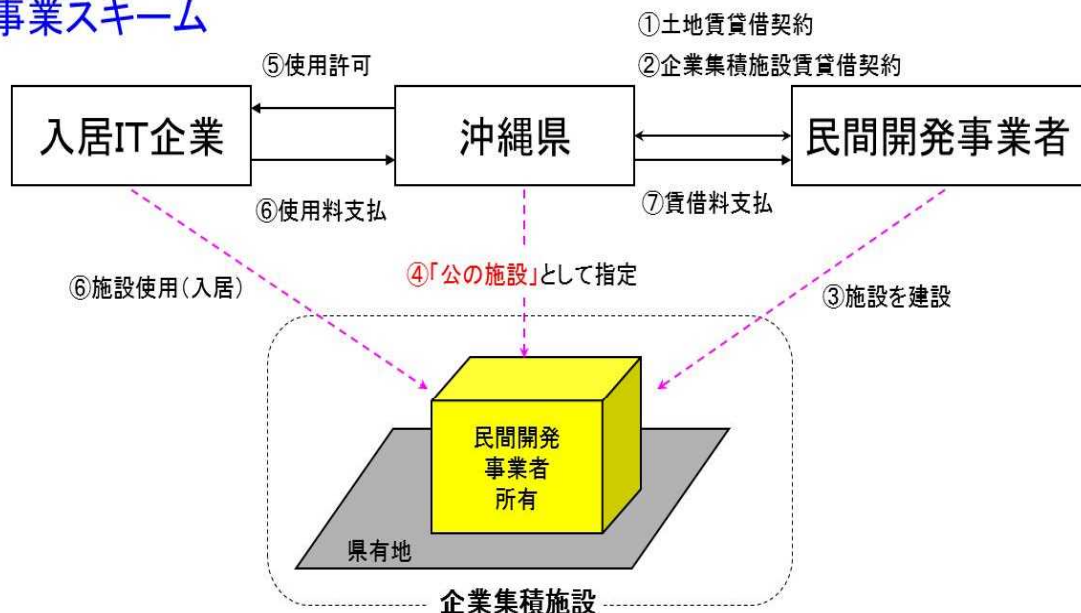 事業スキーム
①土地賃貸借契約
②企業集積施設賃貸借契約
⑤使用許可
入居IT企業
沖縄県
民間開発事業者
⑥使用料支払
⑦賃借料支払
⑥施設使用(入居)
④「公の施設」として指定
③施設を建設
民間開発
事業者
所有
県有地
企業集積施設